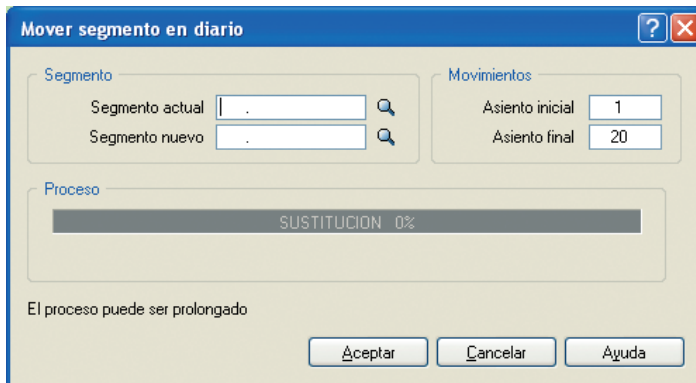 Mover segmento en diario
Segmento
Segmento actual .
Segmento nuevo .
Movimientos
Asiento inicial 1
Asiento final 20
Proceso
SUSTITUCION 0%
El proceso puede ser prolongado
Aceptar Cancelar Ayuda